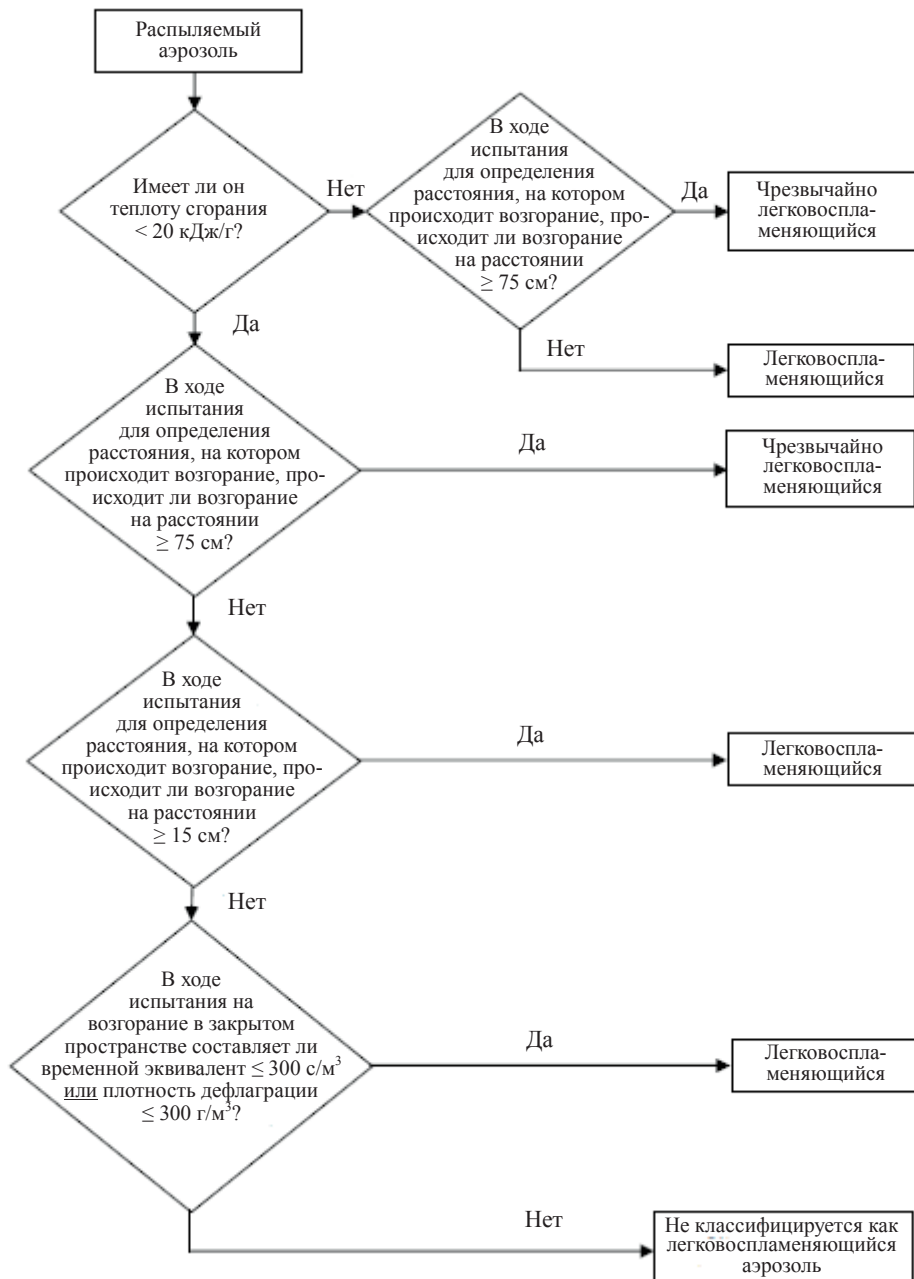 Распыляемый
аэрозоль
Имеет ли он
теплоту сгорания
< 20 кДж/г?
Нет
В ходе
испытания
для определения
расстояния, на котором
происходит возгорание, про-
исходит ли возгорание
на расстоянии
≥ 75 см?
Да
Чрезвычайно
легковоспла-
меняющийся
Нет
Легковоспла-
меняющийся
Да
В ходе
испытания
для определения
расстояния, на котором
происходит возгорание, про-
исходит ли возгорание
на расстоянии
≥ 75 см?
Да
Чрезвычайно
легковоспла-
меняющийся
Нет
В ходе
испытания
для определения
расстояния, на котором
происходит возгорание, про-
исходит ли возгорание
на расстоянии
≥ 15 см?
Да
Легковоспла-
меняющийся
Нет
В ходе
испытания на
возгорание в закрытом
пространстве составляет ли
временной эквивалент ≤ 300 с/м³
или плотность дефлаграции
≤ 300 г/м³?
Да
Легковоспла-
меняющийся
Нет
Не классифицируется как
легковоспламеняющийся
аэрозоль